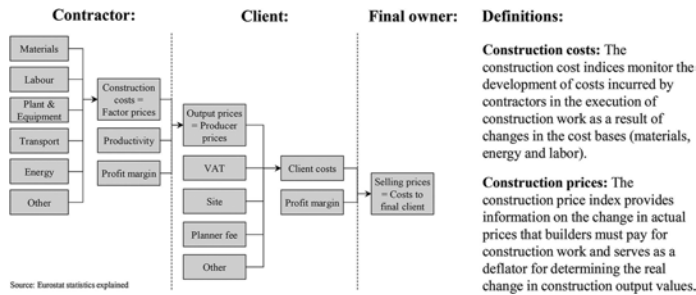 Contractor:
Client:
Final owner:
Definitions:
Materials
Labour
Plant &
Equipment
Transport
Energy
Other
Construction
costs =
Factor prices
Productivity
Profit margin
Output prices
= Producer
prices
VAT
Site
Planner fee
Other
Client costs
Profit margin
Selling prices
= Costs to
final client
Construction costs: The
construction cost indices monitor the
development of costs incurred by
contractors in the execution of
construction work as a result of
changes in the cost bases (materials,
energy and labor).
Construction prices: The
construction price index provides
information on the change in actual
prices that builders must pay for
construction work and serves as a
deflator for determining the real
change in construction output values.
Source: Eurostat statistics explained